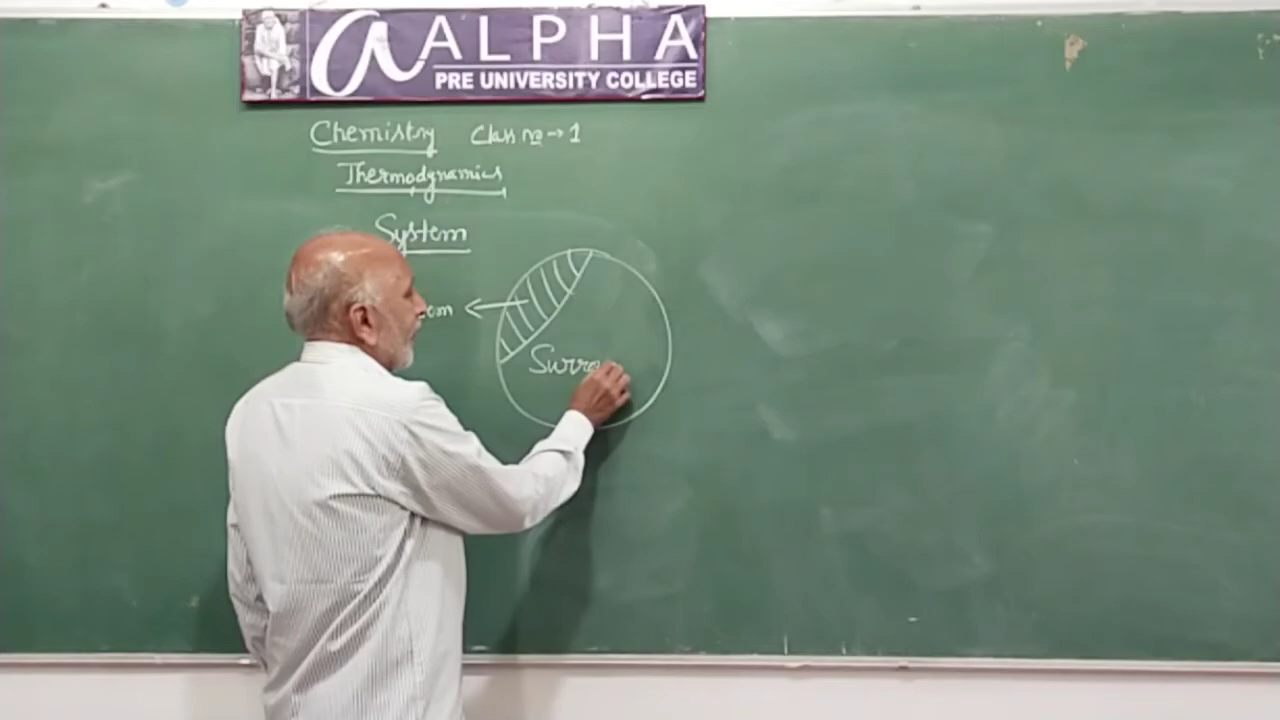 a ALPHA
PRE UNIVERSITY COLLEGE
Chemistry Class no → 1
Thermodynamics
System
em
Surro